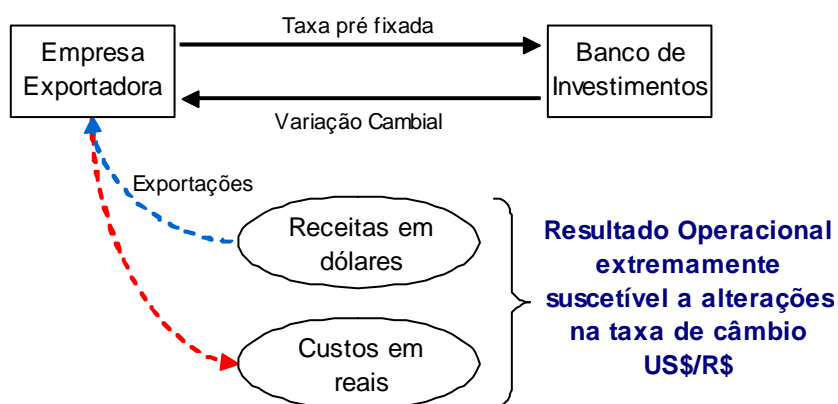 Taxa pré fixada
Empresa
Exportadora
Banco de
Investimentos
Variação Cambial
Exportações
Receitas em
dólares
Custos em
reais
Resultado Operacional
extremamente
suscetível a alterações
na taxa de câmbio
US$/R$